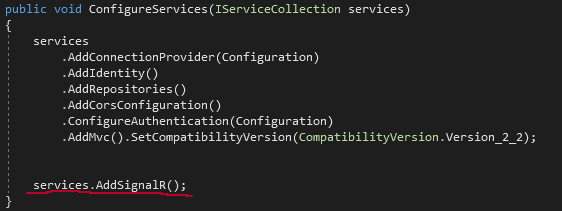 public void ConfigureServices(IServiceCollection services)
{
services
.AddConnectionProvider(Configuration)
.AddIdentity()
.AddRepositories()
.AddCorsConfiguration()
.ConfigureAuthentication(Configuration)
.AddMvc().SetCompatibilityVersion(CompatibilityVersion.Version_2_2);
services.AddSignalR();
}